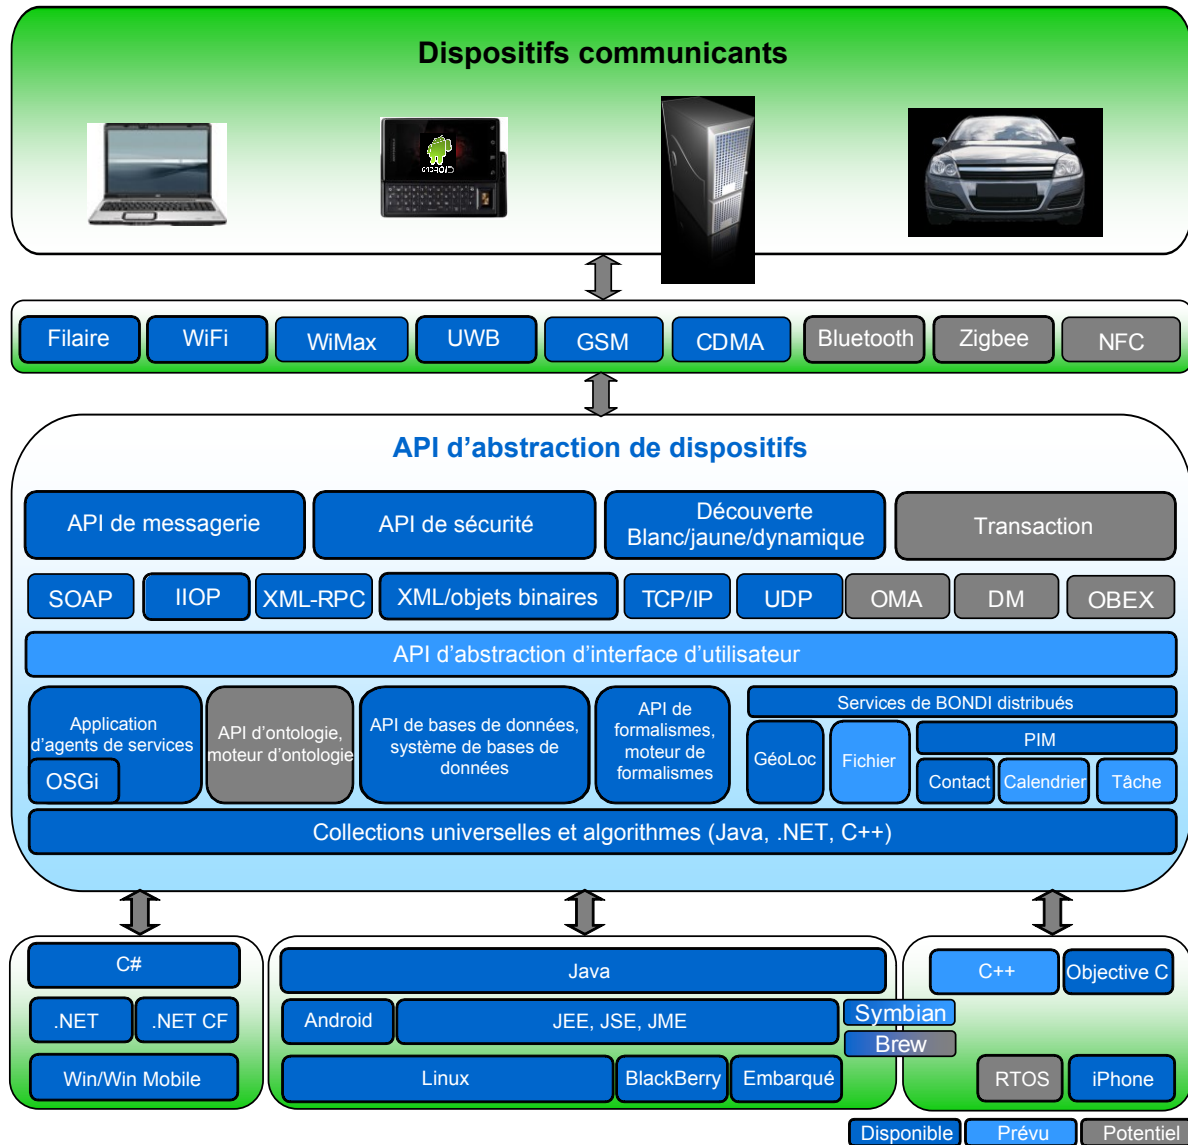 Dispositifs communicants
ANDROID
Filaire
WiFi
WiMax
UWB
GSM
CDMA
Bluetooth
Zigbee
NFC
API d’abstraction de dispositifs
API de messagerie
API de sécurité
Découverte
Blanc/jaune/dynamique
Transaction
SOAP
IIOP
XML-RPC
XML/objets binaires
TCP/IP
UDP
OMA
DM
OBEX
API d’abstraction d’interface d’utilisateur
Application
d’agents de services
OSGi
API d’ontologie,
moteur d’ontologie
API de bases de données,
système de bases de
données
API de
formalismes,
moteur de
formalismes
Services de BONDI distribués
GéoLoc
Fichier
PIM
Contact
Calendrier
Tâche
Collections universelles et algorithmes (Java, .NET, C++)
C#
.NET
.NET CF
Win/Win Mobile
Java
Android
JEE, JSE, JME
Linux
BlackBerry
Embarqué
Symbian
Brew
C++
Objective C
RTOS
iPhone
Disponible
Prévu
Potentiel